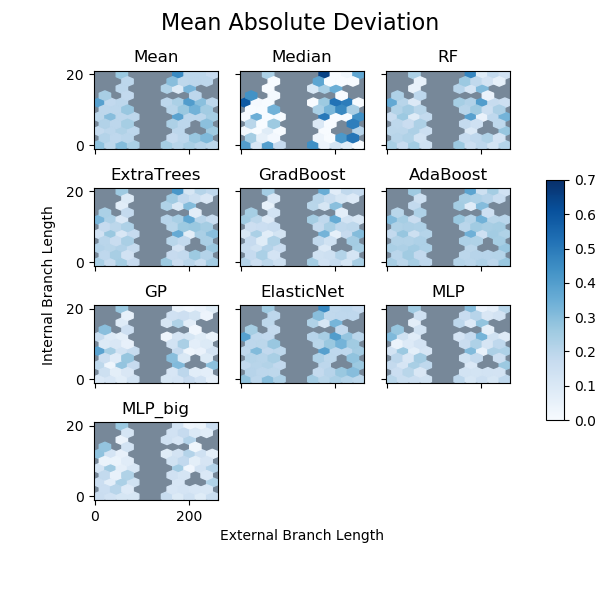 Mean Absolute Deviation
Mean
Median
RF
20
0
ExtraTrees
GradBoost
AdaBoost
20
0
GP
ElasticNet
MLP
20
0
MLP_big
20
0
0
200
Internal Branch Length
External Branch Length
0.7
0.6
0.5
0.4
0.3
0.2
0.1
0.0